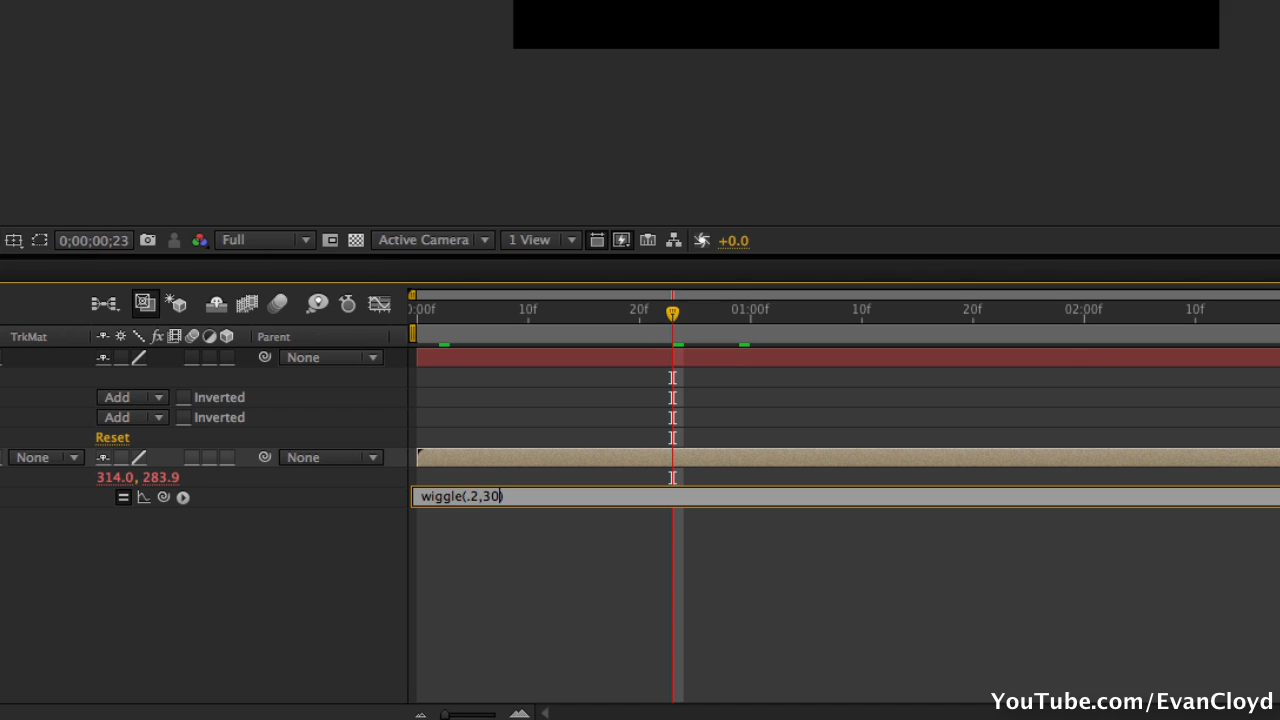 0;00;00;23 Full Active Camera 1 View +0.0
0:00f 10f 20f 01:00f 10f 20f 02:00f 10f
TrkMat fx Parent
None
Add Inverted
Add Inverted
Reset
None None
314.0, 283.9
wiggle(.2,30)
YouTube.com/EvanCloyd